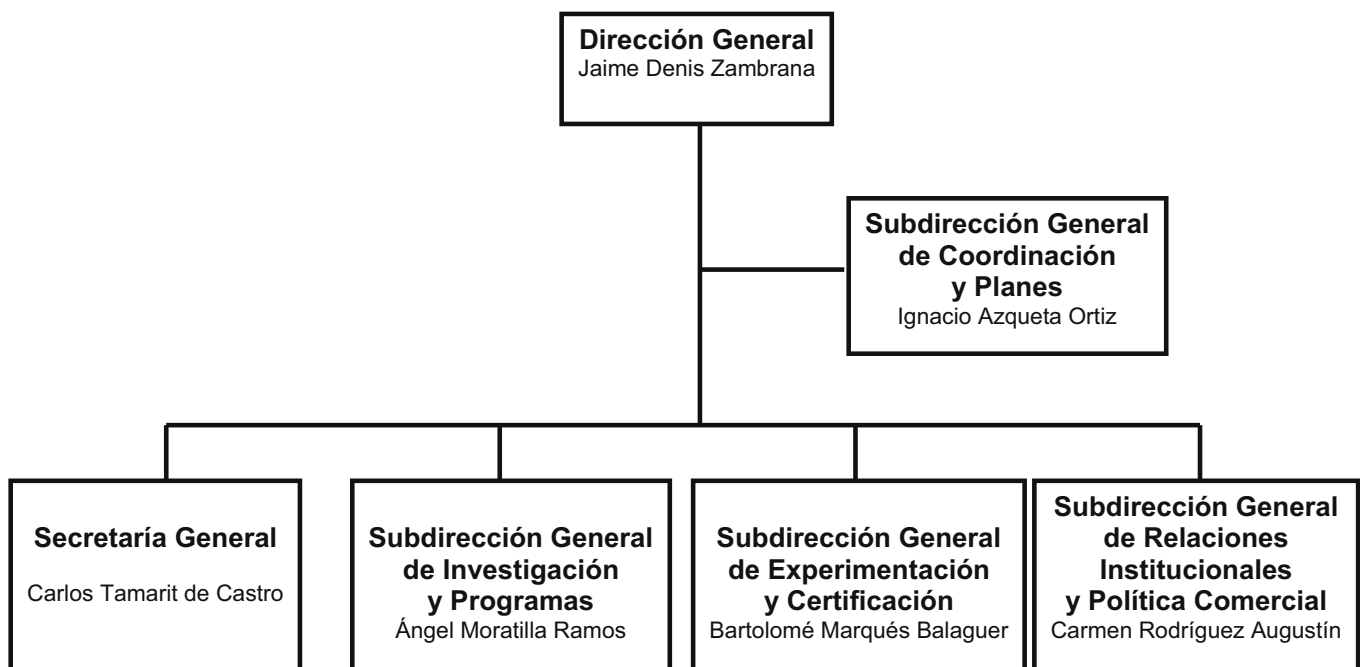 Dirección General
Jaime Denis Zambrana
Subdirección General
de Coordinación
y Planes
Ignacio Azqueta Ortiz
Secretaría General
Carlos Tamarit de Castro
Subdirección General
de Investigación
y Programas
Ángel Moratilla Ramos
Subdirección General
de Experimentación
y Certificación
Bartolomé Marqués Balaguer
Subdirección General
de Relaciones
Institucionales
y Política Comercial
Carmen Rodríguez Augustín